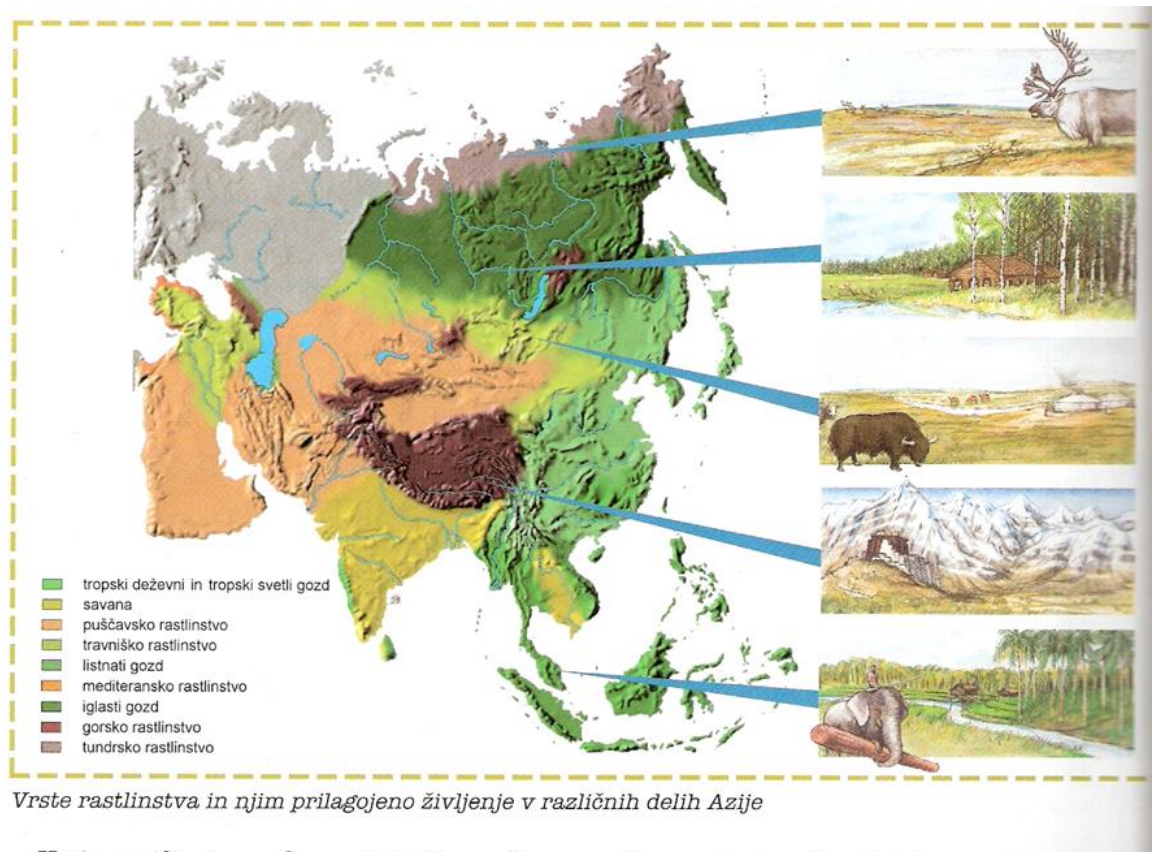 tropski deževni in tropski svetli gozd
savana
puščavsko rastlinstvo
travniško rastlinstvo
listnati gozd
mediteransko rastlinstvo
iglasti gozd
gorsko rastlinstvo
tundrsko rastlinstvo
Vrste rastlinstva in njim prilagojeno življenje v različnih delih Azije